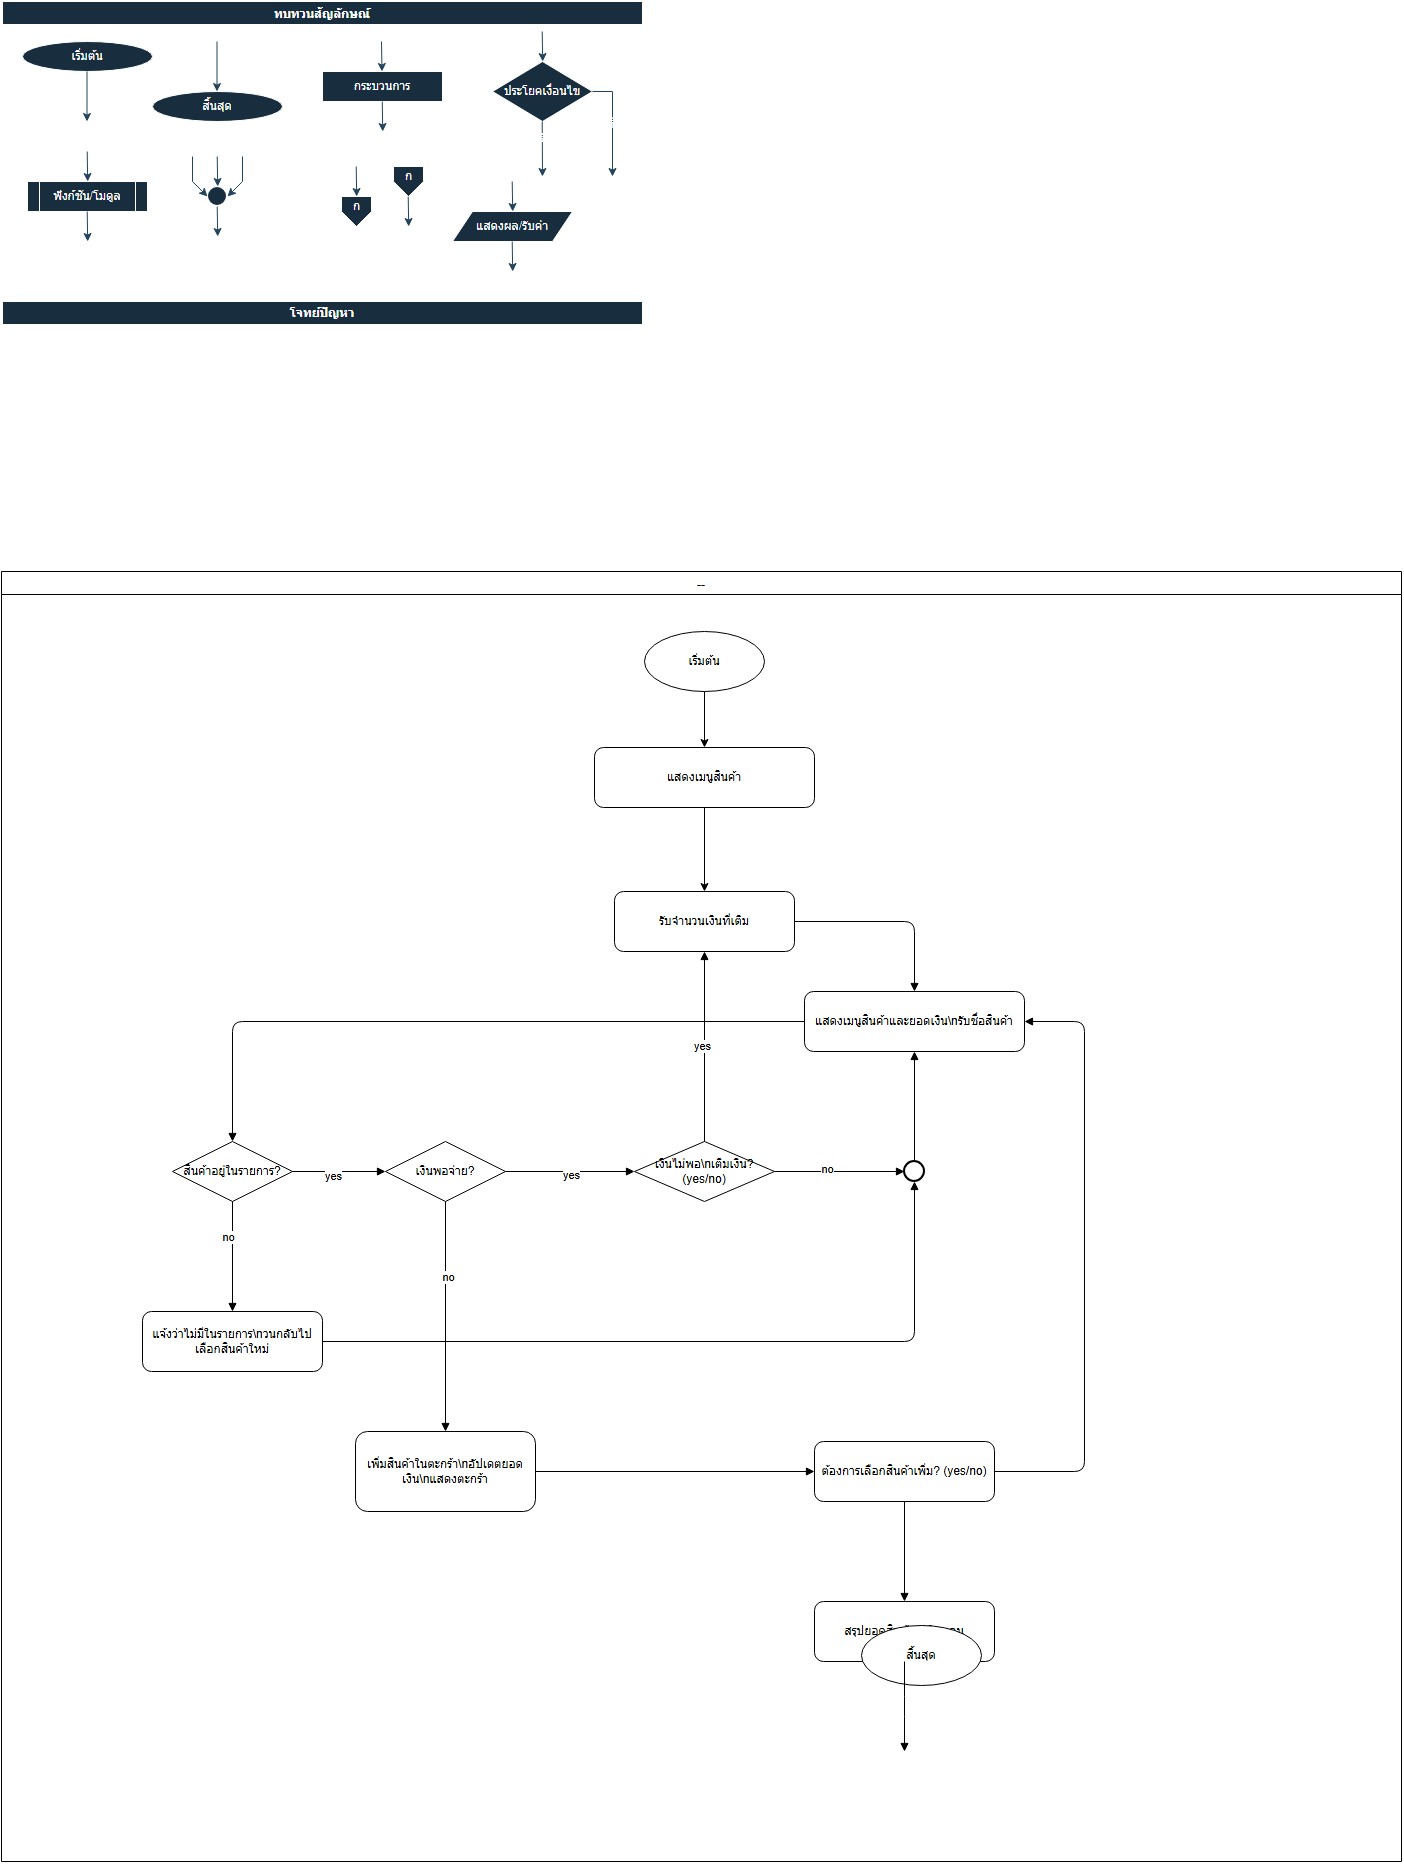 ทบทวนสัญลักษณ์
เริ่มต้น
สิ้นสุด
กระบวนการ
ประโยคเงื่อนไข
ฟังก์ชัน/โมดูล
ก
ก
แสดงผล/รับค่า
โจทย์ปัญหา
--
เริ่มต้น
แสดงเมนูสินค้า
รับจำนวนเงินที่เติม
แสดงเมนูสินค้าและยอดเงิน\nรับชื่อสินค้า
yes
สินค้าอยู่ในรายการ?
yes
เงินพอจ่าย?
yes
เงินไม่พอ\nเติมเงิน?
(yes/no)
no
no
no
แจ้งว่าไม่มีในรายการ\nวนกลับไป
เลือกสินค้าใหม่
เพิ่มสินค้าในตะกร้า\nอัปเดตยอด
เงิน\nแสดงตะกร้า
ต้องการเลือกสินค้าเพิ่ม? (yes/no)
สรุปยอด
สิ้นสุด